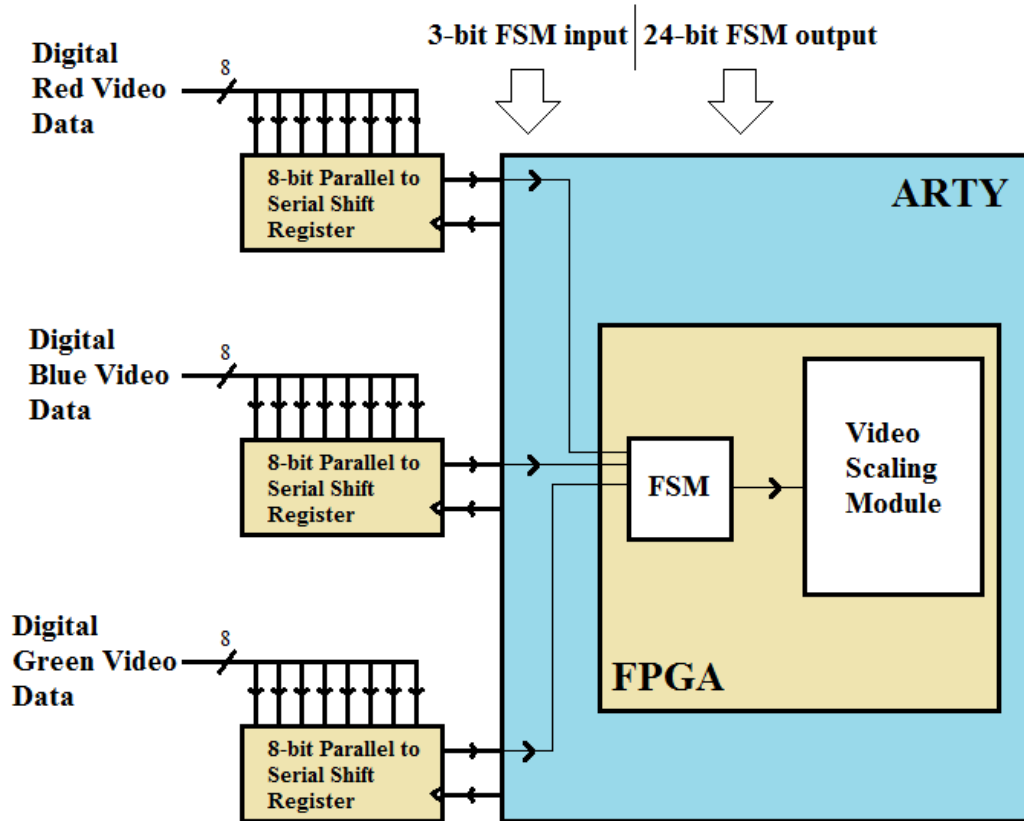 3-bit FSM input 24-bit FSM output
Digital
Red Video
Data
8
8-bit Parallel to
Serial Shift
Register
ARTY
Digital
Blue Video
Data
8
8-bit Parallel to
Serial Shift
Register
FSM
Video
Scaling
Module
FPGA
Digital
Green Video
Data
8
8-bit Parallel to
Serial Shift
Register